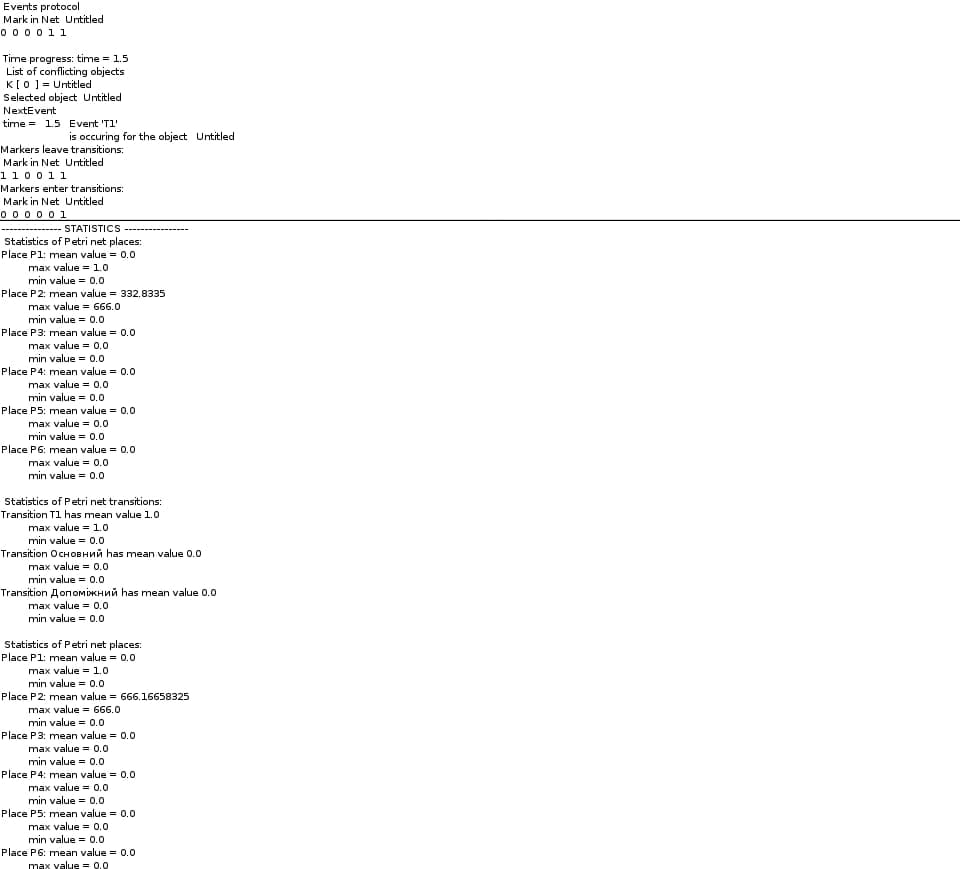 Events protocol
Mark in Net Untitled
0 0 0 0 1 1
Time progress: time = 1.5
List of conflicting objects
K [ 0 ] = Untitled
Selected object Untitled
NextEvent
time = 1.5 Event 'T1'
is occuring for the object Untitled
Markers leave transitions:
Mark in Net Untitled
1 1 0 0 1 1
Markers enter transitions:
Mark in Net Untitled
0 0 0 0 0 1
--------------- STATISTICS ----------------
Statistics of Petri net places:
Place P1: mean value = 0.0
max value = 1.0
min value = 0.0
Place P2: mean value = 332.8335
max value = 666.0
min value = 0.0
Place P3: mean value = 0.0
max value = 0.0
min value = 0.0
Place P4: mean value = 0.0
max value = 0.0
min value = 0.0
Place P5: mean value = 0.0
max value = 0.0
min value = 0.0
Place P6: mean value = 0.0
max value = 0.0
min value = 0.0
Statistics of Petri net transitions:
Transition T1 has mean value 1.0
max value = 1.0
min value = 0.0
Transition Основний has mean value 0.0
max value = 0.0
min value = 0.0
Transition Допоміжний has mean value 0.0
max value = 0.0
min value = 0.0
Statistics of Petri net places:
Place P1: mean value = 0.0
max value = 1.0
min value = 0.0
Place P2: mean value = 666.16658325
max value = 666.0
min value = 0.0
Place P3: mean value = 0.0
max value = 0.0
min value = 0.0
Place P4: mean value = 0.0
max value = 0.0
min value = 0.0
Place P5: mean value = 0.0
max value = 0.0
min value = 0.0
Place P6: mean value = 0.0
max value = 0.0